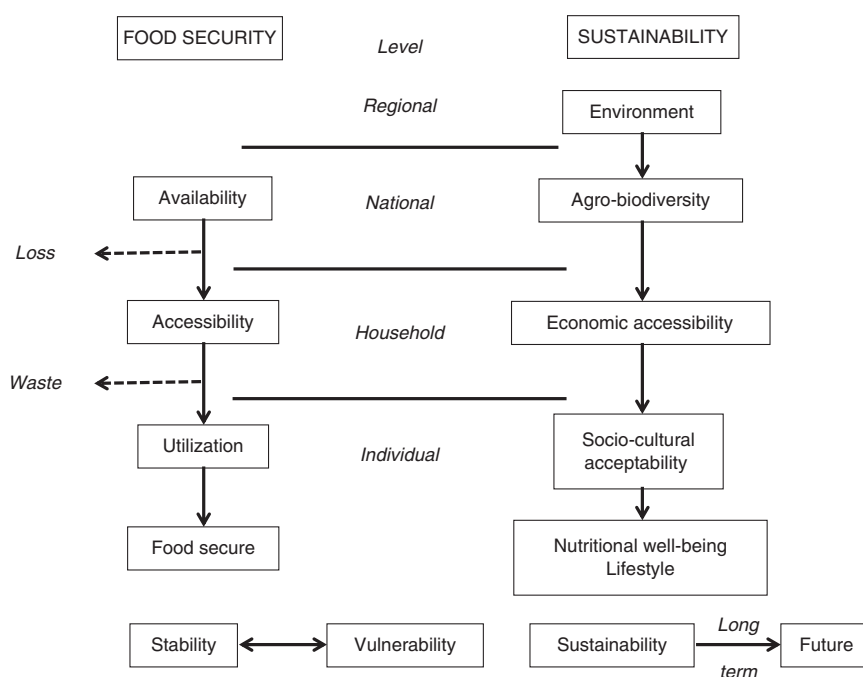 FOOD SECURITY
Level
SUSTAINABILITY
Regional
Environment
Availability
National
Agro-biodiversity
Loss
Accessibility
Household
Economic accessibility
Waste
Utilization
Individual
Socio-cultural
acceptability
Food secure
Nutritional well-being
Lifestyle
Stability
Vulnerability
Sustainability
Long
term
Future